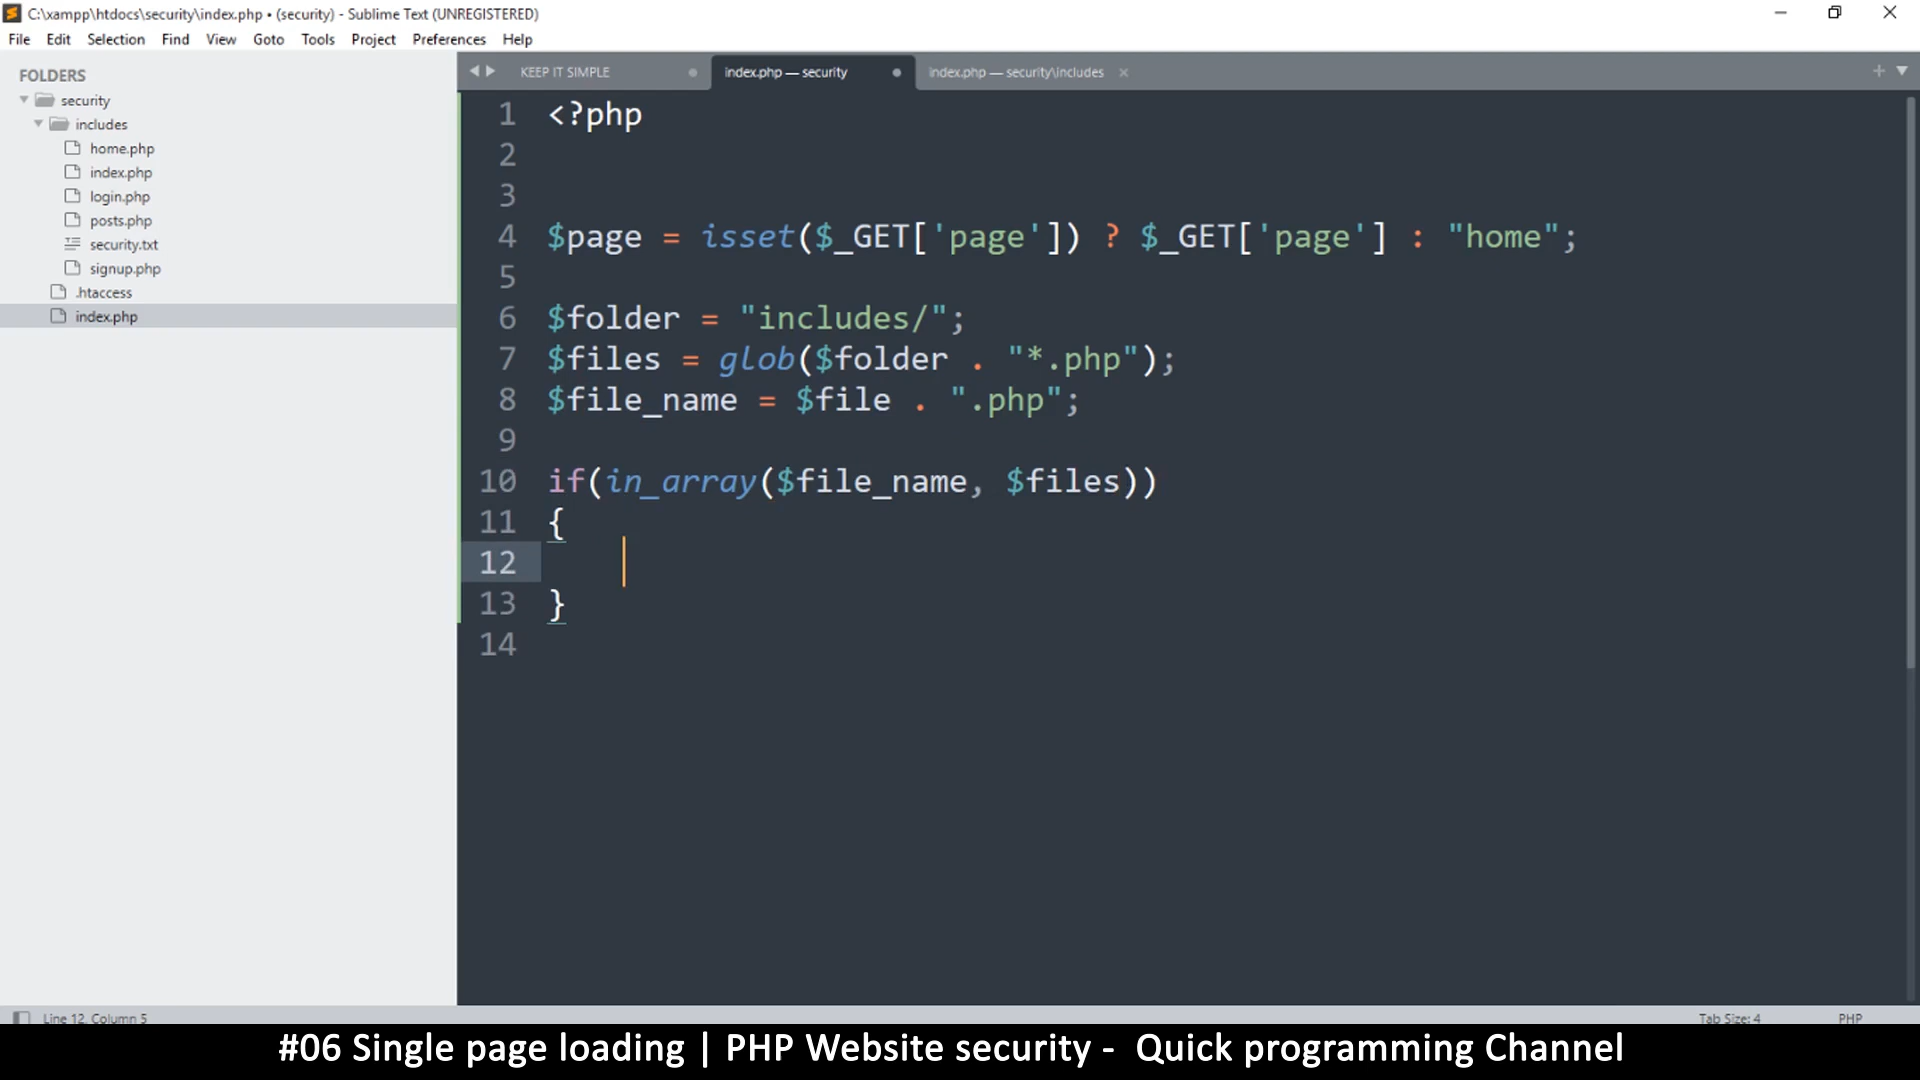 C:\xampp\htdocs\security\index.php • (security) - Sublime Text (UNREGISTERED)
File Edit Selection Find View Goto Tools Project Preferences Help
FOLDERS
security
includes
home.php
index.php
login.php
posts.php
security.txt
signup.php
.htaccess
index.php
KEEP IT SIMPLE index.php — security index.php — security\includes
1 <?php
2
3
4 $page = isset($_GET['page']) ? $_GET['page'] : "home";
5
6 $folder = "includes/";
7 $files = glob($folder . "*.php");
8 $file_name = $file . ".php";
9
10 if(in_array($file_name, $files))
11 {
12
13 }
14
Line 12, Column 5 Tab Size: 4 PHP
#06 Single page loading | PHP Website security - Quick programming Channel